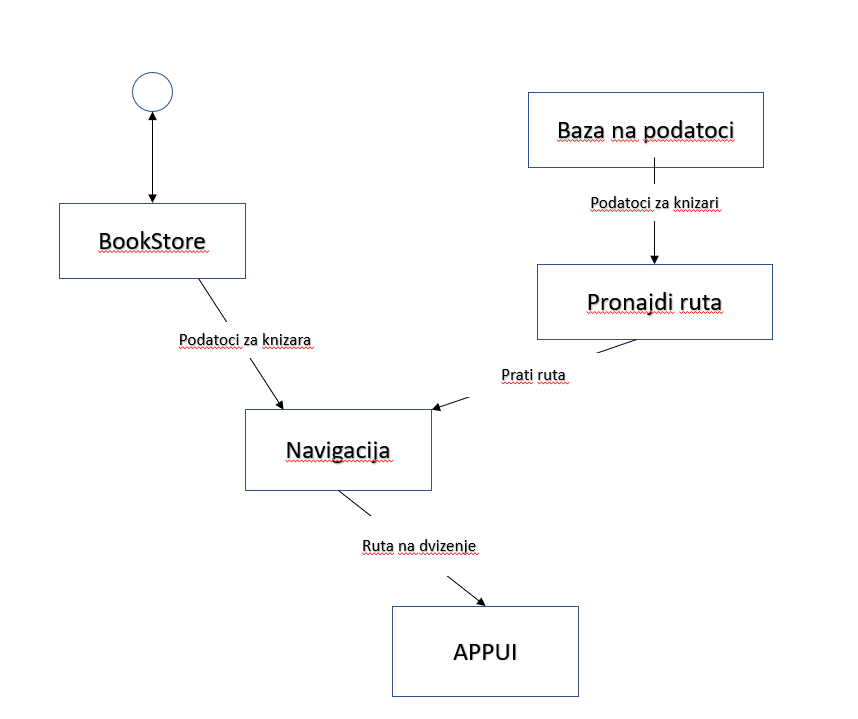 Baza na podatoci
Podatoci za knizari
BookStore
Pronajdi ruta
Podatoci za knizara
Prati ruta
Navigacija
Ruta na dvizenje
APPUI